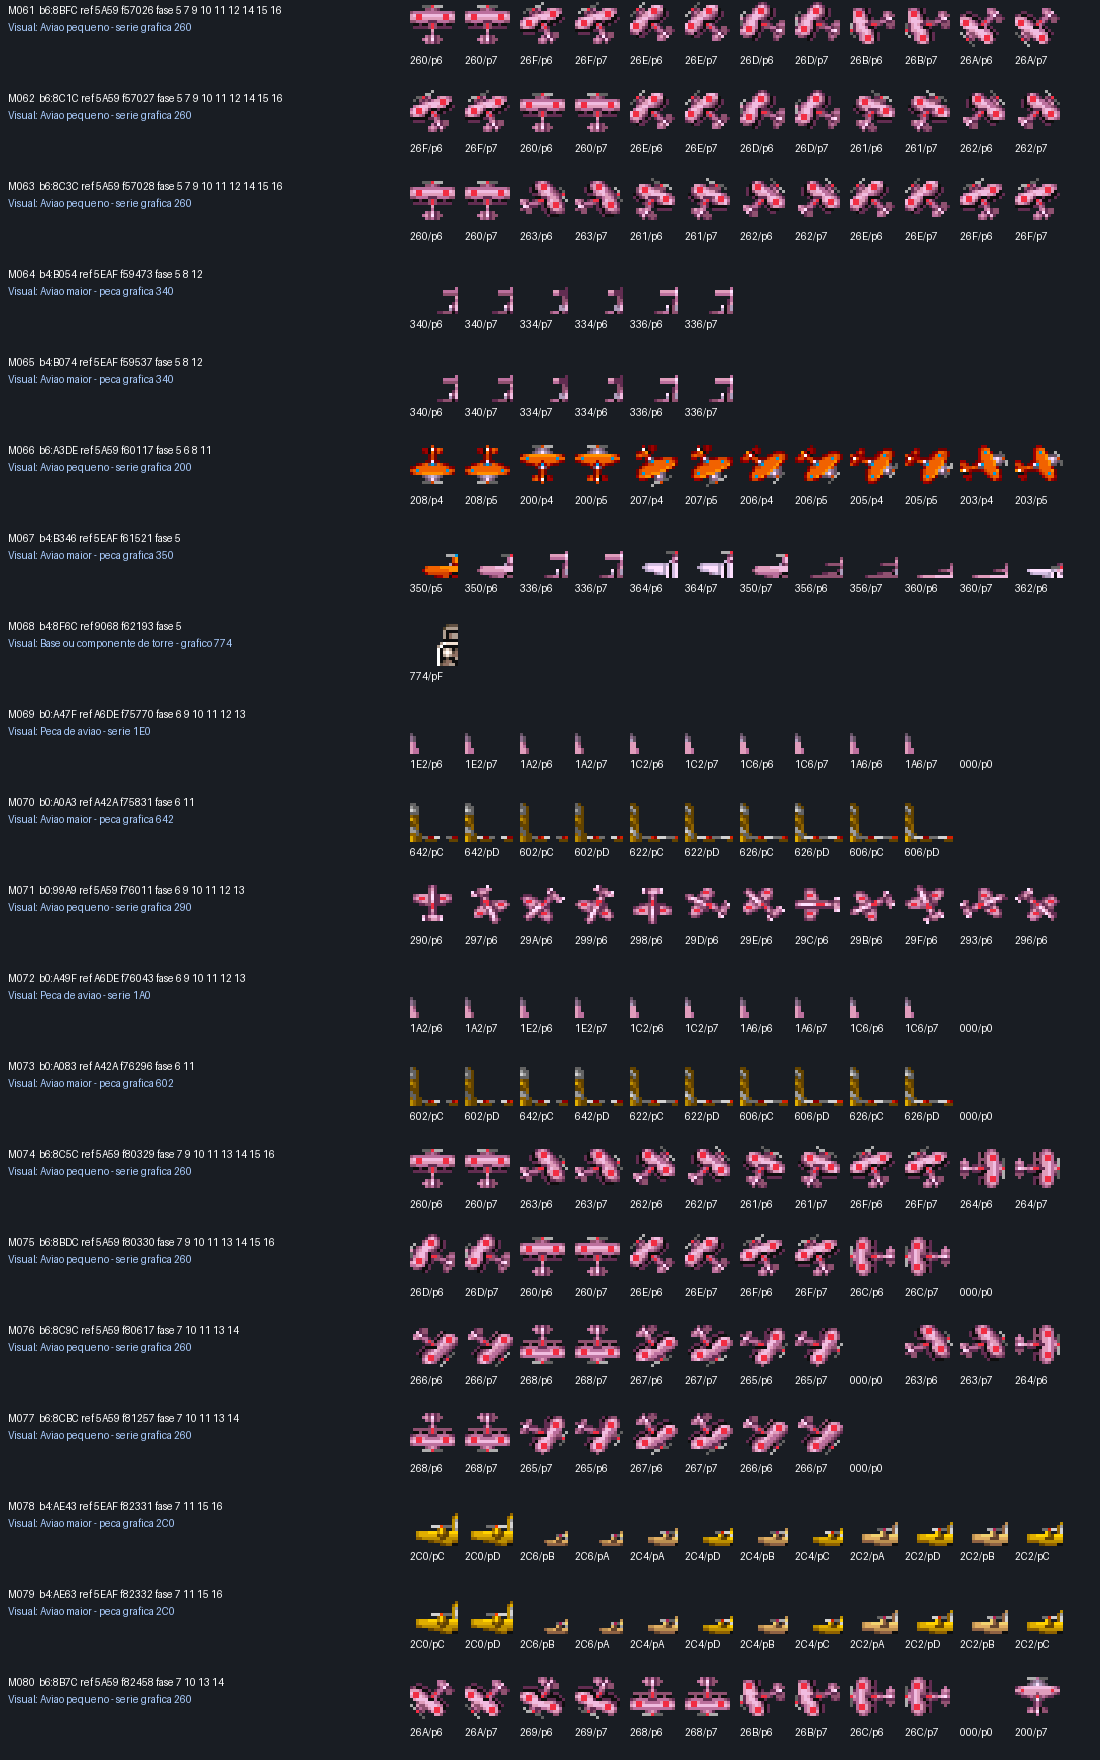 M061 b6:8BFC ref 5A59 f57026 fase 5 7 9 10 11 12 14 15 16
Visual: Aviao pequeno - serie grafica 260
260/p6 260/p7 26F/p6 26F/p7 26E/p6 26E/p7 26D/p6 26D/p7 26B/p6 26B/p7 26A/p6 26A/p7
M062 b6:8C1C ref 5A59 f57027 fase 5 7 9 10 11 12 14 15 16
Visual: Aviao pequeno - serie grafica 260
26F/p6 26F/p7 260/p6 260/p7 26E/p6 26E/p7 26D/p6 26D/p7 261/p6 261/p7 262/p6 262/p7
M063 b6:8C3C ref 5A59 f57028 fase 5 7 9 10 11 12 14 15 16
Visual: Aviao pequeno - serie grafica 260
260/p6 260/p7 263/p6 263/p7 261/p6 261/p7 262/p6 262/p7 26E/p6 26E/p7 26F/p6 26F/p7
M064 b4:B054 ref 5EAF f59473 fase 5 8 12
Visual: Aviao maior - peca grafica 340
340/p6 340/p7 334/p7 334/p6 336/p6 336/p7
M065 b4:B074 ref 5EAF f59537 fase 5 8 12
Visual: Aviao maior - peca grafica 340
340/p6 340/p7 334/p7 334/p6 336/p6 336/p7
M066 b6:A3DE ref 5A59 f60117 fase 5 6 8 11
Visual: Aviao pequeno - serie grafica 200
208/p4 208/p5 200/p4 200/p5 207/p4 207/p5 206/p4 206/p5 205/p4 205/p5 203/p4 203/p5
M067 b4:B346 ref 5EAF f61521 fase 5
Visual: Aviao maior - peca grafica 350
350/p5 350/p6 336/p6 336/p7 364/p6 364/p7 350/p7 356/p6 356/p7 360/p6 360/p7 362/p6
M068 b4:8F6C ref 9068 f62193 fase 5
Visual: Base ou componente de torre - grafico 774
774/pF
M069 b0:A47F ref A6DE f75770 fase 6 9 10 11 12 13
Visual: Peca de aviao - serie 1E0
1E2/p6 1E2/p7 1A2/p6 1A2/p7 1C2/p6 1C2/p7 1C6/p6 1C6/p7 1A6/p6 1A6/p7 000/p0
M070 b0:A0A3 ref A42A f75831 fase 6 11
Visual: Aviao maior - peca grafica 642
642/pC 642/pD 602/pC 602/pD 622/pC 622/pD 626/pC 626/pD 606/pC 606/pD
M071 b0:99A9 ref 5A59 f76011 fase 6 9 10 11 12 13
Visual: Aviao pequeno - serie grafica 290
290/p6 297/p6 29A/p6 299/p6 298/p6 29D/p6 29E/p6 29C/p6 29B/p6 29F/p6 293/p6 296/p6
M072 b0:A49F ref A6DE f76043 fase 6 9 10 11 12 13
Visual: Peca de aviao - serie 1A0
1A2/p6 1A2/p7 1E2/p6 1E2/p7 1C2/p6 1C2/p7 1A6/p6 1A6/p7 1C6/p6 1C6/p7 000/p0
M073 b0:A083 ref A42A f76296 fase 6 11
Visual: Aviao maior - peca grafica 602
602/pC 602/pD 642/pC 642/pD 622/pC 622/pD 606/pC 606/pD 626/pC 626/pD 000/p0
M074 b6:8C5C ref 5A59 f80329 fase 7 9 10 11 13 14 15 16
Visual: Aviao pequeno - serie grafica 260
260/p6 260/p7 263/p6 263/p7 262/p6 262/p7 261/p6 261/p7 26F/p6 26F/p7 264/p6 264/p7
M075 b6:8BDC ref 5A59 f80330 fase 7 9 10 11 13 14 15 16
Visual: Aviao pequeno - serie grafica 260
26D/p6 26D/p7 260/p6 260/p7 26E/p6 26E/p7 26F/p6 26F/p7 26C/p6 26C/p7 000/p0
M076 b6:8C9C ref 5A59 f80617 fase 7 10 11 13 14
Visual: Aviao pequeno - serie grafica 260
266/p6 266/p7 268/p6 268/p7 267/p6 267/p7 265/p6 265/p7 000/p0 263/p6 263/p7 264/p6
M077 b6:8CBC ref 5A59 f81257 fase 7 10 11 13 14
Visual: Aviao pequeno - serie grafica 260
268/p6 268/p7 265/p7 265/p6 267/p6 267/p7 266/p6 266/p7 000/p0
M078 b4:AE43 ref 5EAF f82331 fase 7 11 15 16
Visual: Aviao maior - peca grafica 2C0
2C0/pC 2C0/pD 2C6/pB 2C6/pA 2C4/pA 2C4/pD 2C4/pB 2C4/pC 2C2/pA 2C2/pD 2C2/pB 2C2/pC
M079 b4:AE63 ref 5EAF f82332 fase 7 11 15 16
Visual: Aviao maior - peca grafica 2C0
2C0/pC 2C0/pD 2C6/pB 2C6/pA 2C4/pA 2C4/pD 2C4/pB 2C4/pC 2C2/pA 2C2/pD 2C2/pB 2C2/pC
M080 b6:8B7C ref 5A59 f82458 fase 7 10 13 14
Visual: Aviao pequeno - serie grafica 260
26A/p6 26A/p7 269/p6 269/p7 268/p6 268/p7 26B/p6 26B/p7 26C/p6 26C/p7 000/p0 200/p7